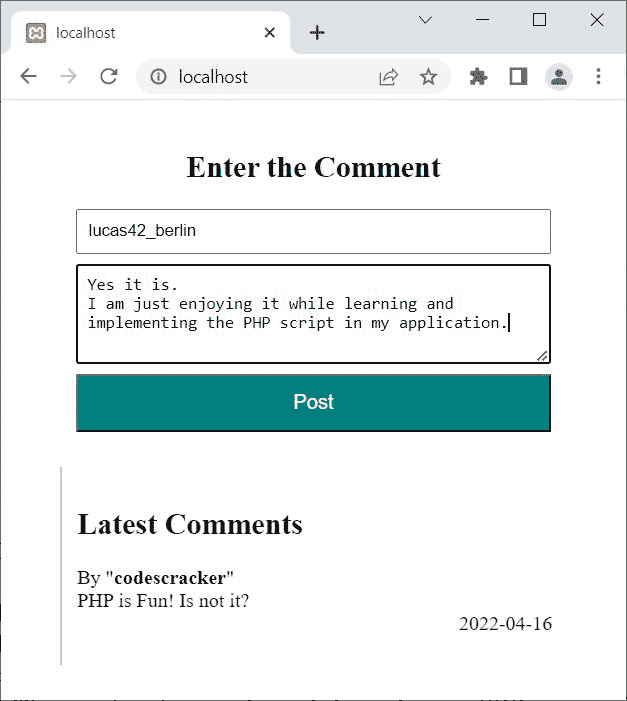 localhost
localhost
Enter the Comment
lucas42_berlin
Yes it is.
I am just enjoying it while learning and
implementing the PHP script in my application.
Post
Latest Comments
By "codescracker"
PHP is Fun! Is not it?
2022-04-16